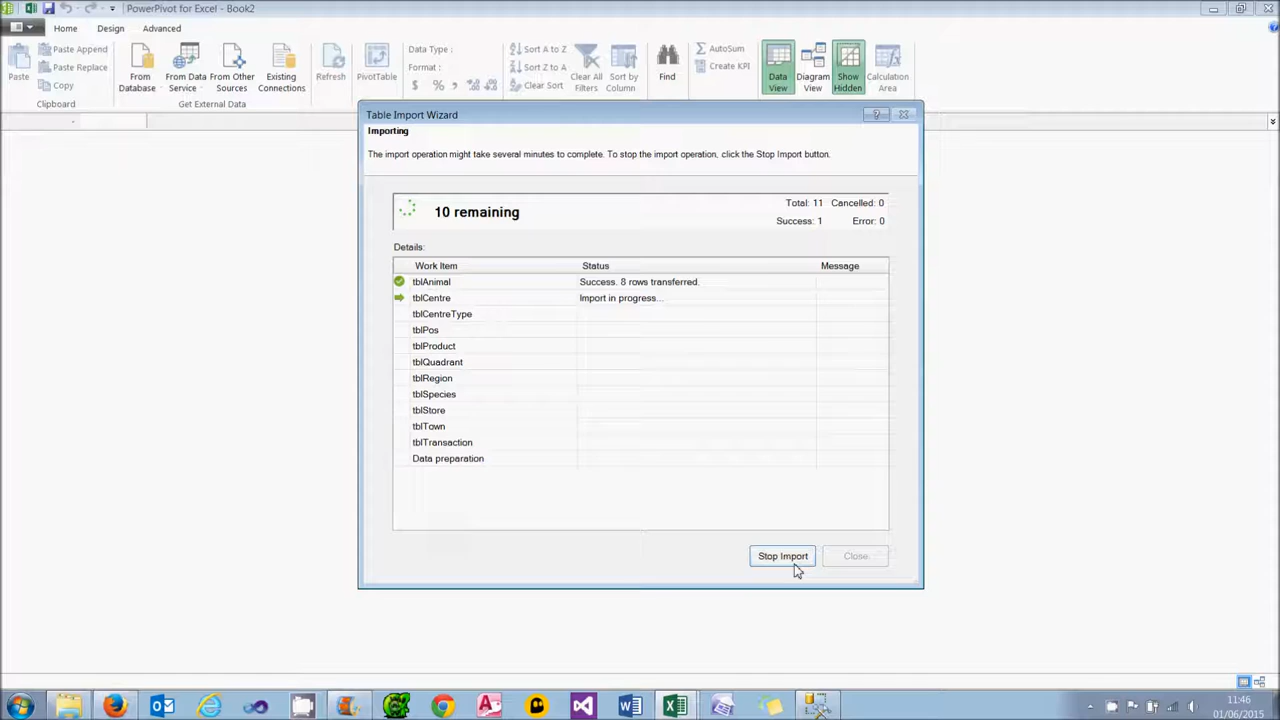 PowerPivot for Excel - Book2
Home Design Advanced
Paste
Paste Append
Paste Replace
Copy
Clipboard
From Database
From Data Service
From Other Sources
Existing Connections
Get External Data
Refresh
PivotTable
Data Type :
Format :
$ % ,
Sort A to Z
Sort Z to A
Clear Sort
Clear All Filters
Sort by Column
Find
AutoSum
Create KPI
Data View
Diagram View
Show Hidden
Calculation Area
Table Import Wizard
Importing
The import operation might take several minutes to complete. To stop the import operation, click the Stop Import button.
10 remaining
Total: 11 Cancelled: 0
Success: 1 Error: 0
Details:
Work Item Status Message
tblAnimal Success. 8 rows transferred.
tblCentre Import in progress...
tblCentreType
tblPos
tblProduct
tblQuadrant
tblRegion
tblSpecies
tblStore
tblTown
tblTransaction
Data preparation
Stop Import Close
11:46
01/06/2015